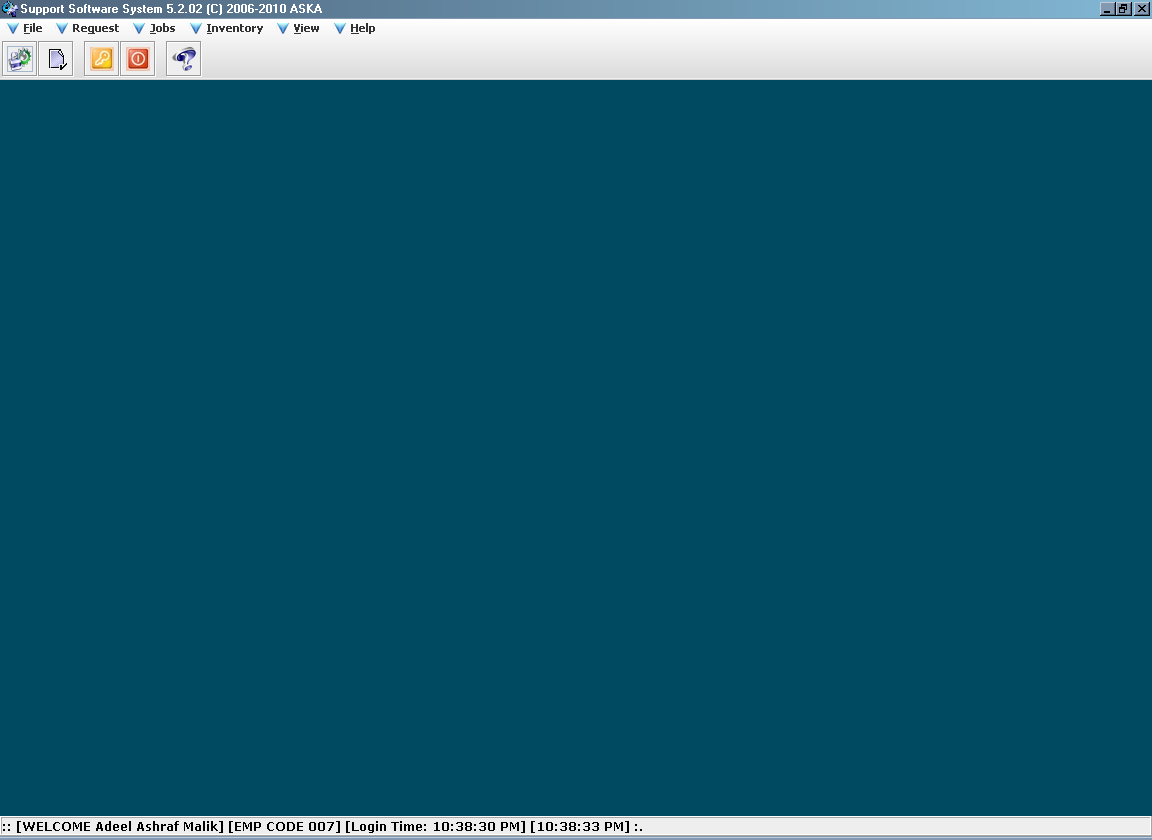 Support Software System 5.2.02 (C) 2006-2010 ASKA
File Request Jobs Inventory View Help
:: [WELCOME Adeel Ashraf Malik] [EMP CODE 007] [Login Time: 10:38:30 PM] [10:38:33 PM] :.